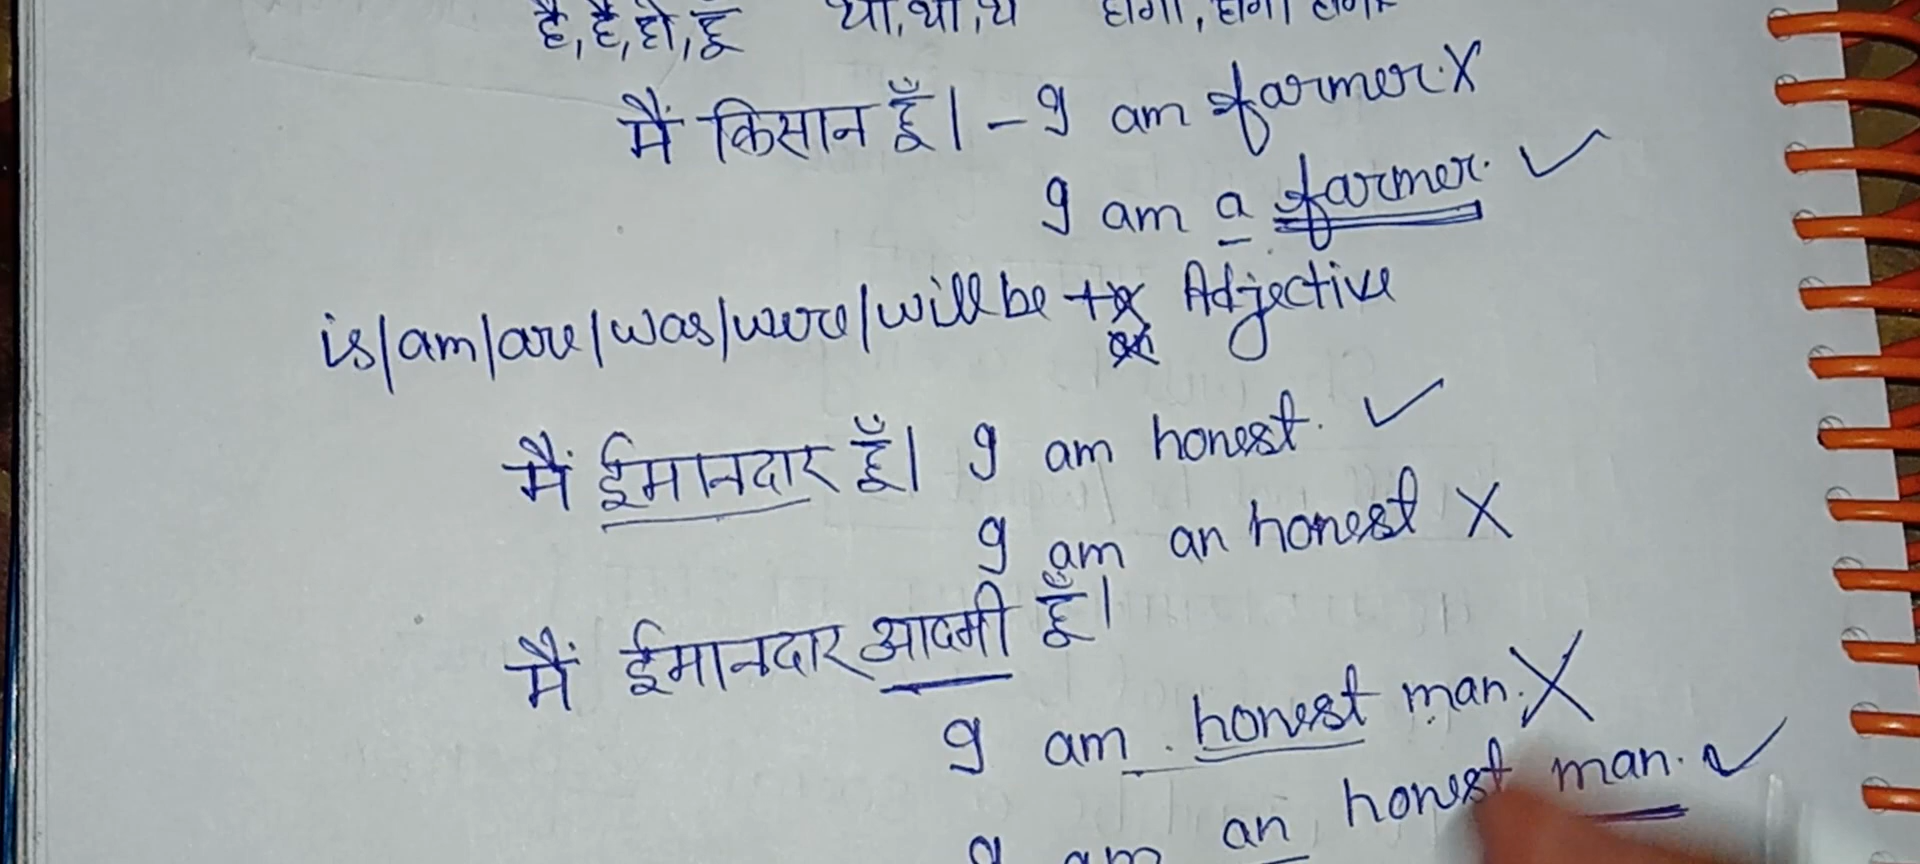 है, हैं, हो, हूँ था, थी, थे होगा, होगी होंगे
मैं किसान हूँ। - I am farmer. X
I am a farmer. ✓
is/am/are/was/were/will be + a Adjective
an
मैं ईमानदार हूँ। I am honest. ✓
I am an honest X
मैं ईमानदार आदमी हूँ।
I am honest man. X
I am an honest man. ✓